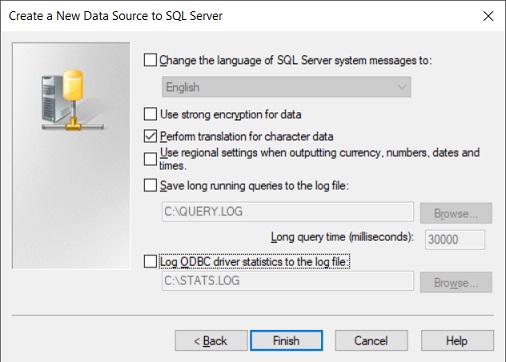 Create a New Data Source to SQL Server
Change the language of SQL Server system messages to:
English
Use strong encryption for data
Perform translation for character data
Use regional settings when outputting currency, numbers, dates and
times.
Save long running queries to the log file:
C:\QUERY.LOG
Browse...
Long query time (milliseconds):
30000
Log ODBC driver statistics to the log file:
C:\STATS.LOG
Browse...
< Back
Finish
Cancel
Help